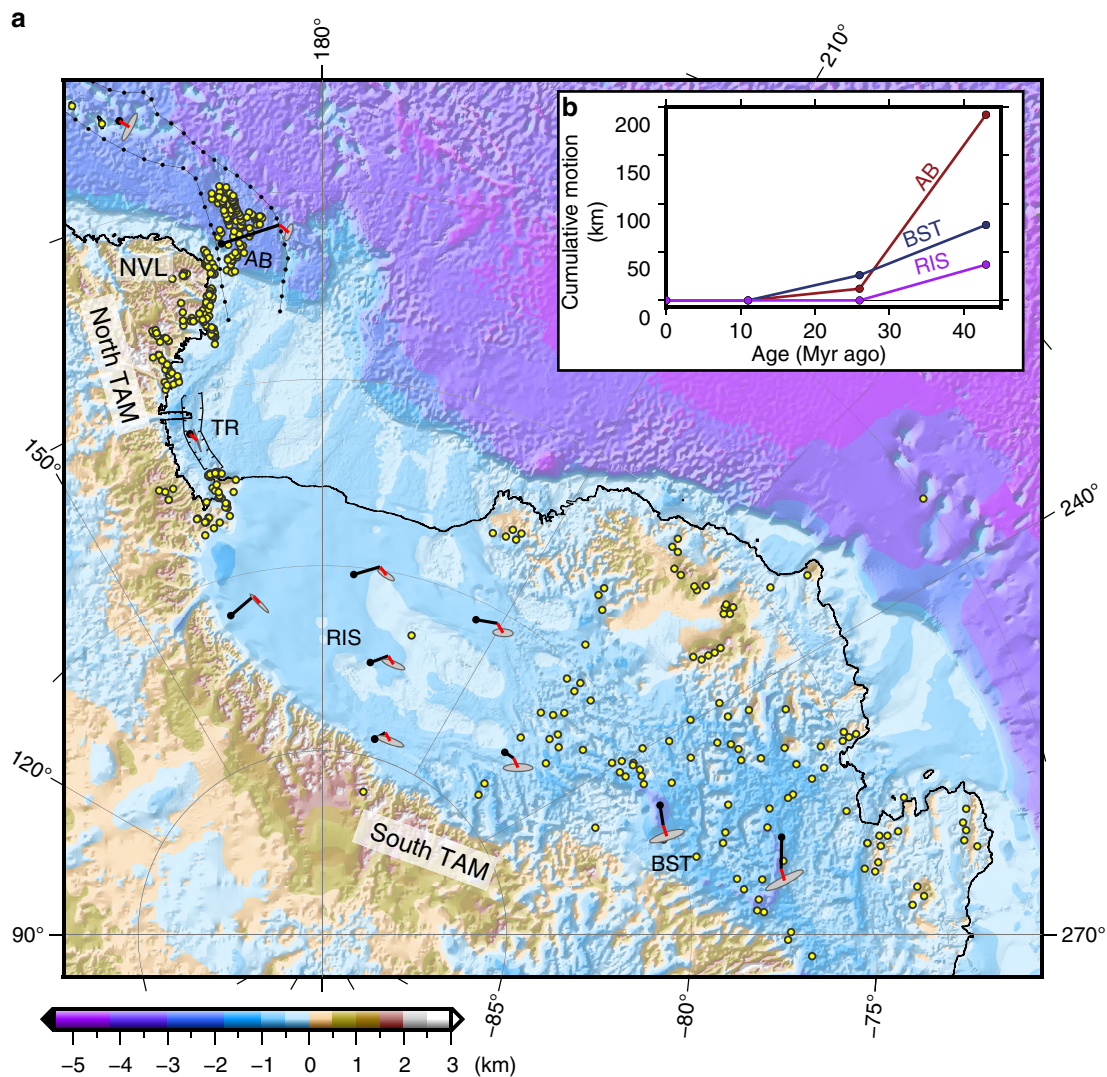 a
180°
210°
b
Cumulative motion
(km)
200
150
100
50
0
AB
BST
RIS
0
10
20
30
40
Age (Myr ago)
AB
NVL
North TAM
TR
150°
240°
RIS
120°
South TAM
BST
90°
270°
−85°
−80°
−75°
−5
−4
−3
−2
−1
0
1
2
3
(km)